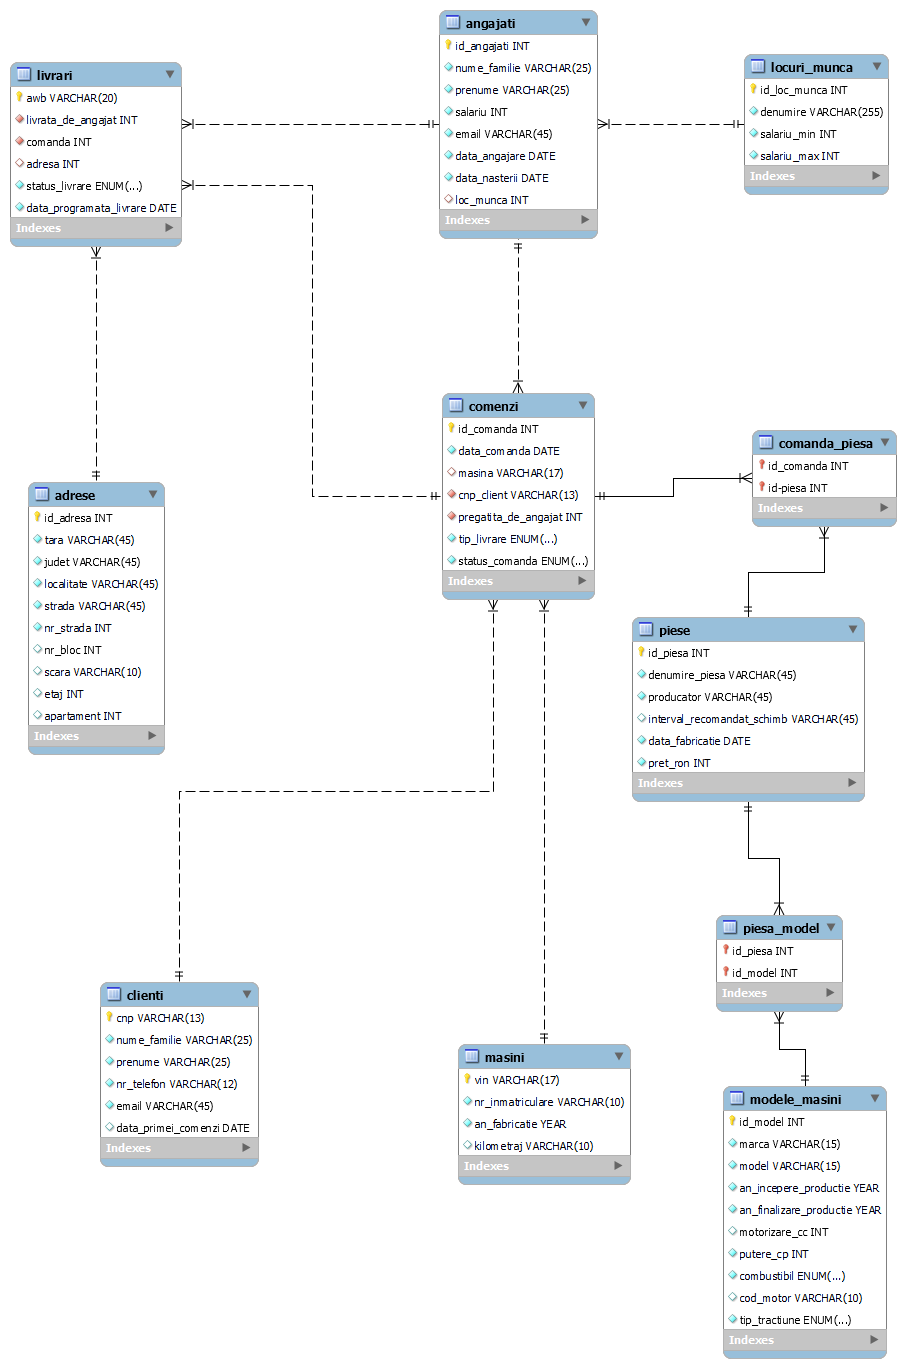 livrari
awb VARCHAR(20)
livrata_de_angajat INT
comanda INT
adresa INT
status_livrare ENUM(...)
data_programata_livrare DATE
Indexes
angajati
id_angajati INT
nume_familie VARCHAR(25)
prenume VARCHAR(25)
salariu INT
email VARCHAR(45)
data_angajare DATE
data_nasterii DATE
loc_munca INT
Indexes
locuri_munca
id_loc_munca INT
denumire VARCHAR(255)
salariu_min INT
salariu_max INT
Indexes
adrese
id_adresa INT
tara VARCHAR(45)
judet VARCHAR(45)
localitate VARCHAR(45)
strada VARCHAR(45)
nr_strada INT
nr_bloc INT
scara VARCHAR(10)
etaj INT
apartament INT
Indexes
comenzi
id_comanda INT
data_comanda DATE
masina VARCHAR(17)
cnp_client VARCHAR(13)
pregatita_de_angajat INT
tip_livrare ENUM(...)
status_comanda ENUM(...)
Indexes
comanda_piesa
id_comanda INT
id-piesa INT
Indexes
piese
id_piesa INT
denumire_piesa VARCHAR(45)
producator VARCHAR(45)
interval_recomandat_schimb VARCHAR(45)
data_fabricatie DATE
pret_ron INT
Indexes
piesa_model
id_piesa INT
id_model INT
Indexes
clienti
cnp VARCHAR(13)
nume_familie VARCHAR(25)
prenume VARCHAR(25)
nr_telefon VARCHAR(12)
email VARCHAR(45)
data_primei_comenzi DATE
Indexes
masini
vin VARCHAR(17)
nr_inmatriculare VARCHAR(10)
an_fabricatie YEAR
kilometraj VARCHAR(10)
Indexes
modele_masini
id_model INT
marca VARCHAR(15)
model VARCHAR(15)
an_incepere_productie YEAR
an_finalizare_productie YEAR
motorizare_cc INT
putere_cp INT
combustibil ENUM(...)
cod_motor VARCHAR(10)
tip_tractiune ENUM(...)
Indexes